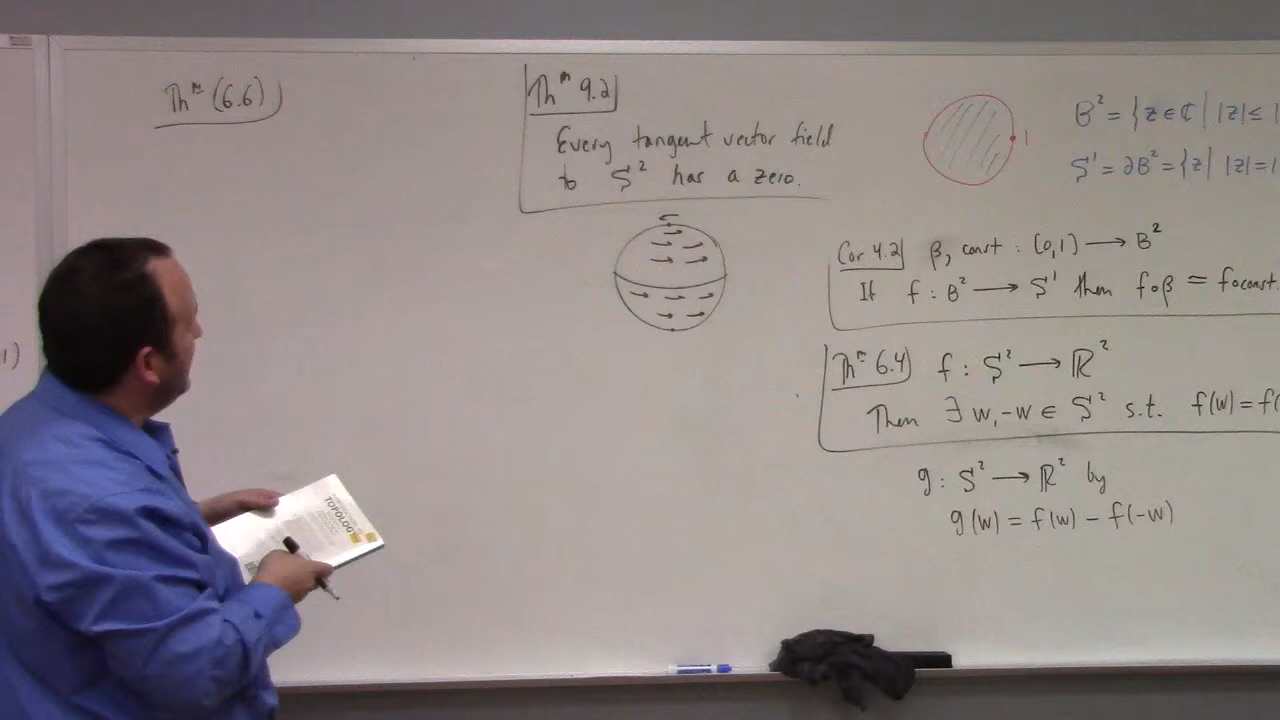 Thᵐ (6.6)
Thᵐ 9.2
Every tangent vector field
to S² has a zero.
1
B² = {z ∈ ℂ | |z| ≤ 1
S¹ = ∂B² = {z | |z| = 1
Cor 4.2 β, const : [0,1) ⟶ B²
If f : B² ⟶ S¹ then f∘β ≃ f∘const.
Thᵐ 6.4 f : S² ⟶ ℝ²
Then ∃ w, -w ∈ S² s.t. f(w) = f(
g : S² ⟶ ℝ² by
g(w) = f(w) - f(-w)
1)
TOPOLOGY